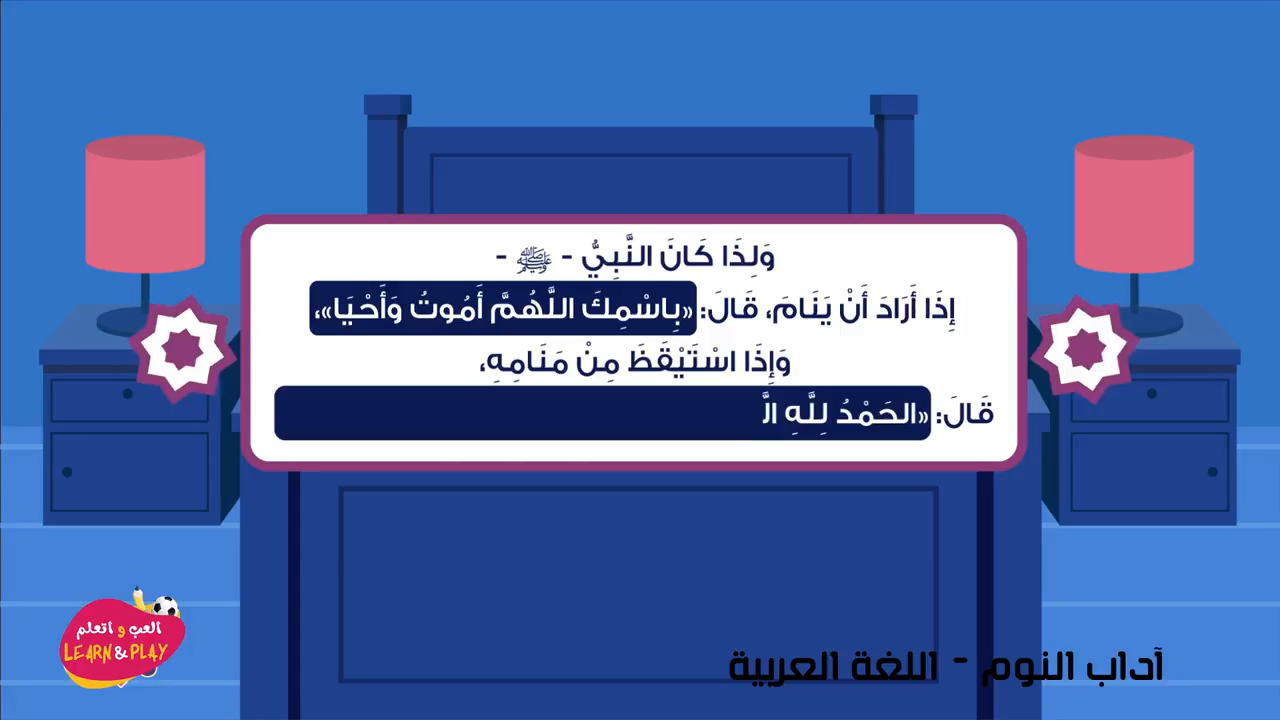 وَلِذَا كَانَ النَّبِيُّ - ﷺ -
إِذَا أَرَادَ أَنْ يَنَامَ، قَالَ: «بِاسْمِكَ اللَّهُمَّ أَمُوتُ وَأَحْيَا»،
وَإِذَا اسْتَيْقَظَ مِنْ مَنَامِهِ،
قَالَ: «الحَمْدُ لِلَّهِ
العب و اتعلم
LEARN & PLAY
آداب النوم - اللغة العربية